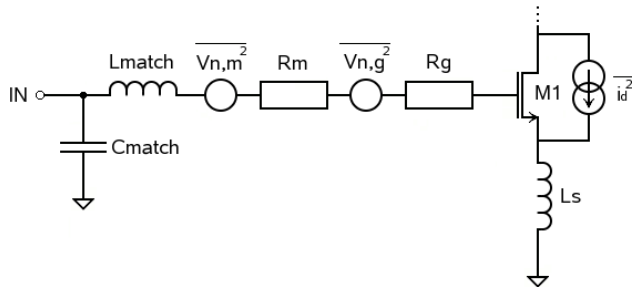 Lmatch
Vn,m²
Rm
Vn,g²
Rg
IN
M1
id²
Cmatch
Ls